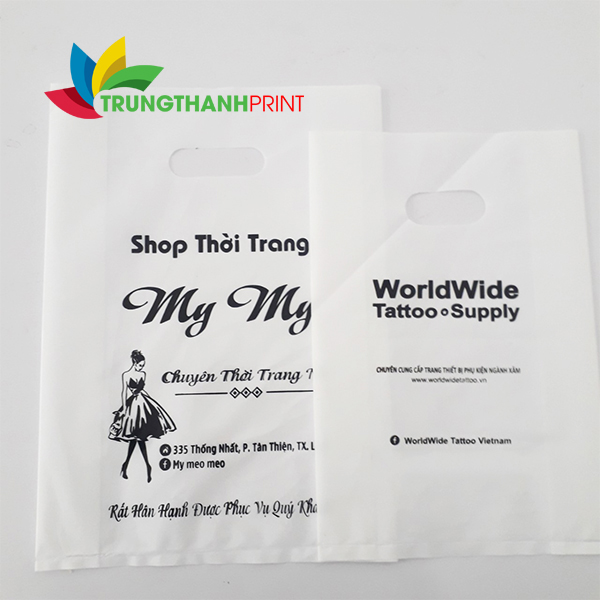 TRUNGTHANHPRINT
Shop Thời Trang
My My
Chuyên Thời Trang
335 Thống Nhất, P. Tân Thiện, TX. L
My meo meo
Rất Hân Hạnh Được Phục Vụ Quý Khá
WorldWide
Tattoo Supply
CHUYÊN CUNG CẤP TRANG THIẾT BỊ PHỤ KIỆN NGÀNH XĂM
www.worldwidetattoo.vn
WorldWide Tattoo Vietnam